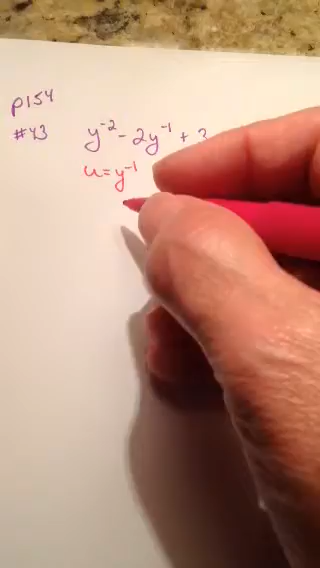 p154
#43 y⁻² - 2y⁻¹ + 3
u = y⁻¹